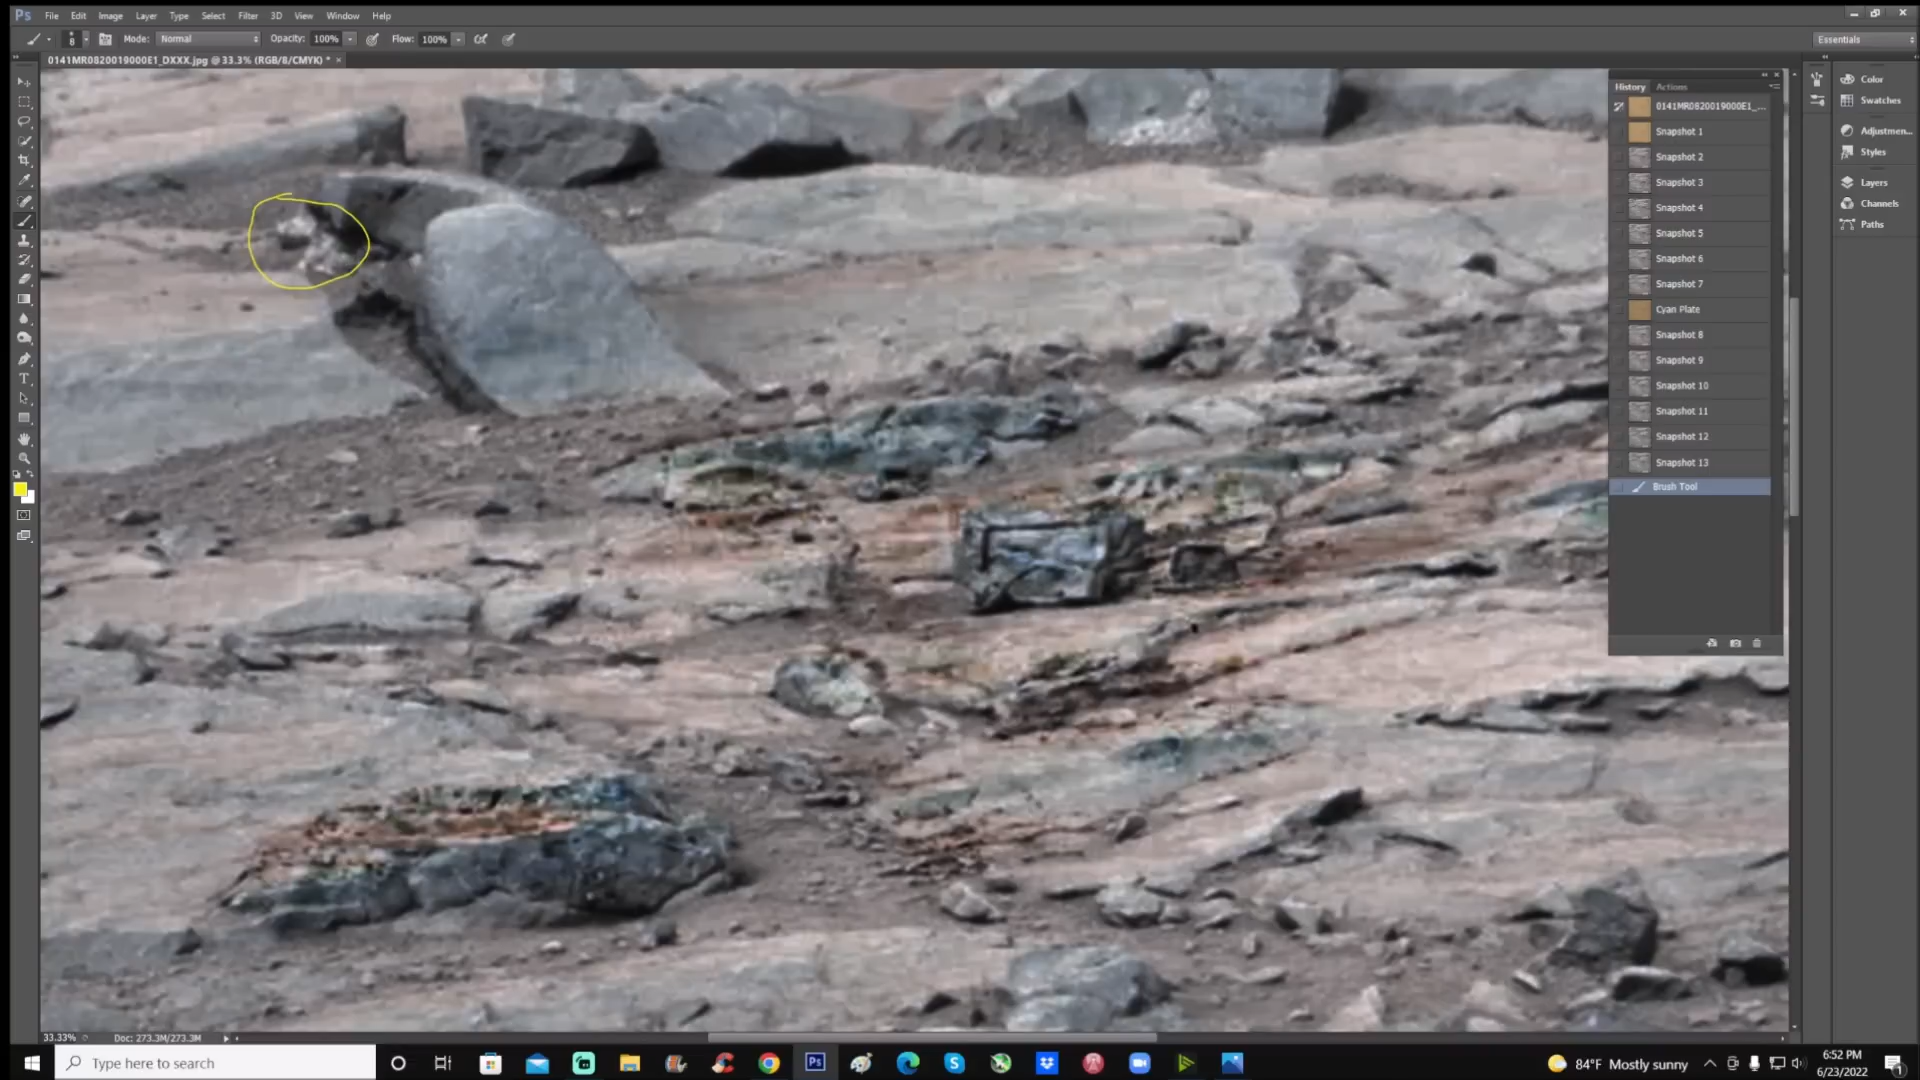 Ps File Edit Image Layer Type Select Filter 3D View Window Help
8 Mode: Normal Opacity: 100% Flow: 100% Essentials
0141MR0820019000E1_DXXX.jpg @ 33.3% (RGB/8/CMYK) * ×
History Actions
0141MR0820019000E1_...
Snapshot 1
Snapshot 2
Snapshot 3
Snapshot 4
Snapshot 5
Snapshot 6
Snapshot 7
Cyan Plate
Snapshot 8
Snapshot 9
Snapshot 10
Snapshot 11
Snapshot 12
Snapshot 13
Brush Tool
Color
Swatches
Adjustmen...
Styles
Layers
Channels
Paths
33.33% Doc: 273.3M/273.3M
Type here to search
Ps
84°F Mostly sunny
6:52 PM
6/23/2022
1